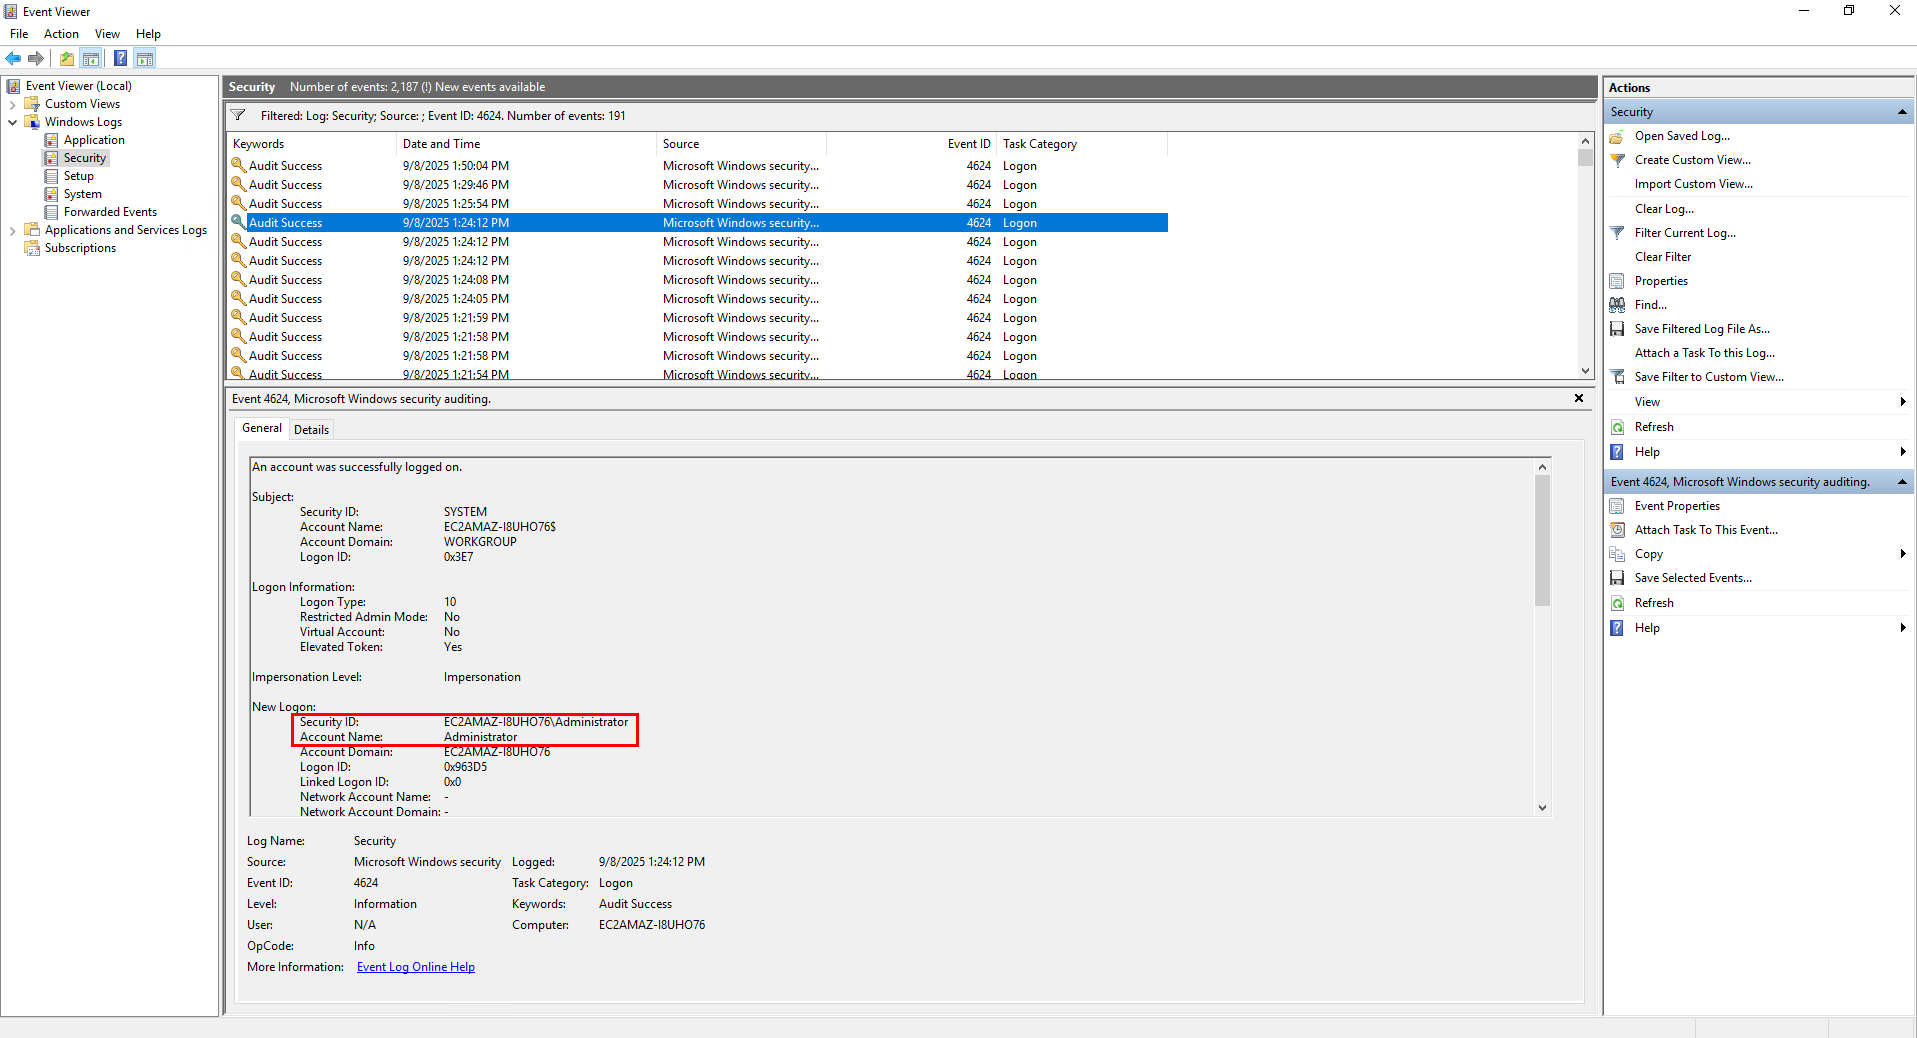 Event Viewer
File Action View Help
Event Viewer (Local)
Custom Views
Windows Logs
Application
Security
Setup
System
Forwarded Events
Applications and Services Logs
Subscriptions
Security Number of events: 2,187 (!) New events available
Filtered: Log: Security; Source: ; Event ID: 4624. Number of events: 191
Keywords Date and Time Source Event ID Task Category
Audit Success 9/8/2025 1:50:04 PM Microsoft Windows security... 4624 Logon
Audit Success 9/8/2025 1:29:46 PM Microsoft Windows security... 4624 Logon
Audit Success 9/8/2025 1:25:54 PM Microsoft Windows security... 4624 Logon
Audit Success 9/8/2025 1:24:12 PM Microsoft Windows security... 4624 Logon
Audit Success 9/8/2025 1:24:12 PM Microsoft Windows security... 4624 Logon
Audit Success 9/8/2025 1:24:12 PM Microsoft Windows security... 4624 Logon
Audit Success 9/8/2025 1:24:08 PM Microsoft Windows security... 4624 Logon
Audit Success 9/8/2025 1:24:05 PM Microsoft Windows security... 4624 Logon
Audit Success 9/8/2025 1:21:59 PM Microsoft Windows security... 4624 Logon
Audit Success 9/8/2025 1:21:58 PM Microsoft Windows security... 4624 Logon
Audit Success 9/8/2025 1:21:58 PM Microsoft Windows security... 4624 Logon
Audit Success 9/8/2025 1:21:54 PM Microsoft Windows security... 4624 Logon
Event 4624, Microsoft Windows security auditing.
General Details
An account was successfully logged on.
Subject:
Security ID: SYSTEM
Account Name: EC2AMAZ-I8UHO76$
Account Domain: WORKGROUP
Logon ID: 0x3E7
Logon Information:
Logon Type: 10
Restricted Admin Mode: No
Virtual Account: No
Elevated Token: Yes
Impersonation Level: Impersonation
New Logon:
Security ID: EC2AMAZ-I8UHO76\Administrator
Account Name: Administrator
Account Domain: EC2AMAZ-I8UHO76
Logon ID: 0x963D5
Linked Logon ID: 0x0
Network Account Name: -
Network Account Domain: -
Log Name: Security
Source: Microsoft Windows security Logged: 9/8/2025 1:24:12 PM
Event ID: 4624 Task Category: Logon
Level: Information Keywords: Audit Success
User: N/A Computer: EC2AMAZ-I8UHO76
OpCode: Info
More Information: Event Log Online Help
Actions
Security
Open Saved Log...
Create Custom View...
Import Custom View...
Clear Log...
Filter Current Log...
Clear Filter
Properties
Find...
Save Filtered Log File As...
Attach a Task To this Log...
Save Filter to Custom View...
View
Refresh
Help
Event 4624, Microsoft Windows security auditing.
Event Properties
Attach Task To This Event...
Copy
Save Selected Events...
Refresh
Help